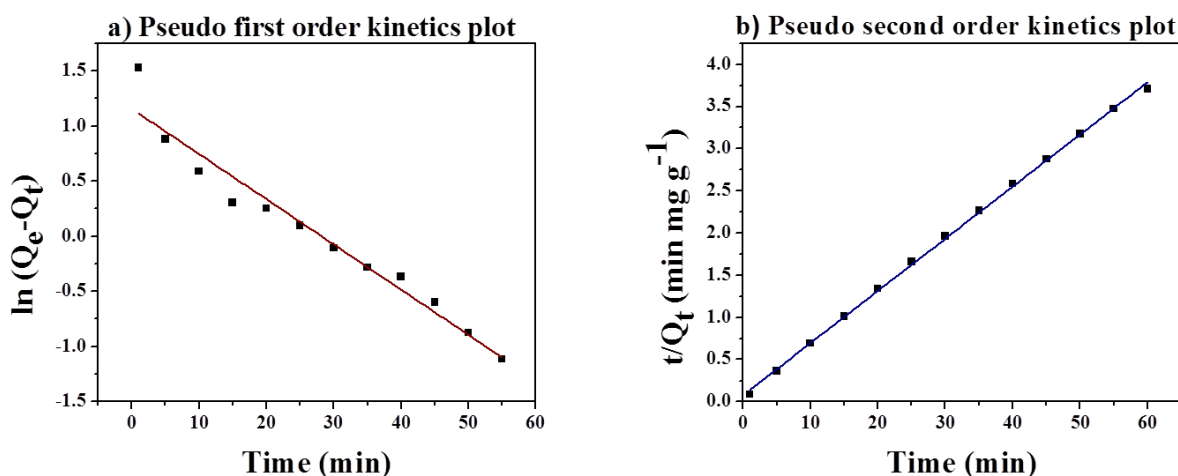 a) Pseudo first order kinetics plot
ln (Qe-Qt)
1.5
1.0
0.5
0.0
-0.5
-1.0
-1.5
0 10 20 30 40 50 60
Time (min)
b) Pseudo second order kinetics plot
t/Qt (min mg g-1)
4.0
3.5
3.0
2.5
2.0
1.5
1.0
0.5
0.0
0 10 20 30 40 50 60
Time (min)